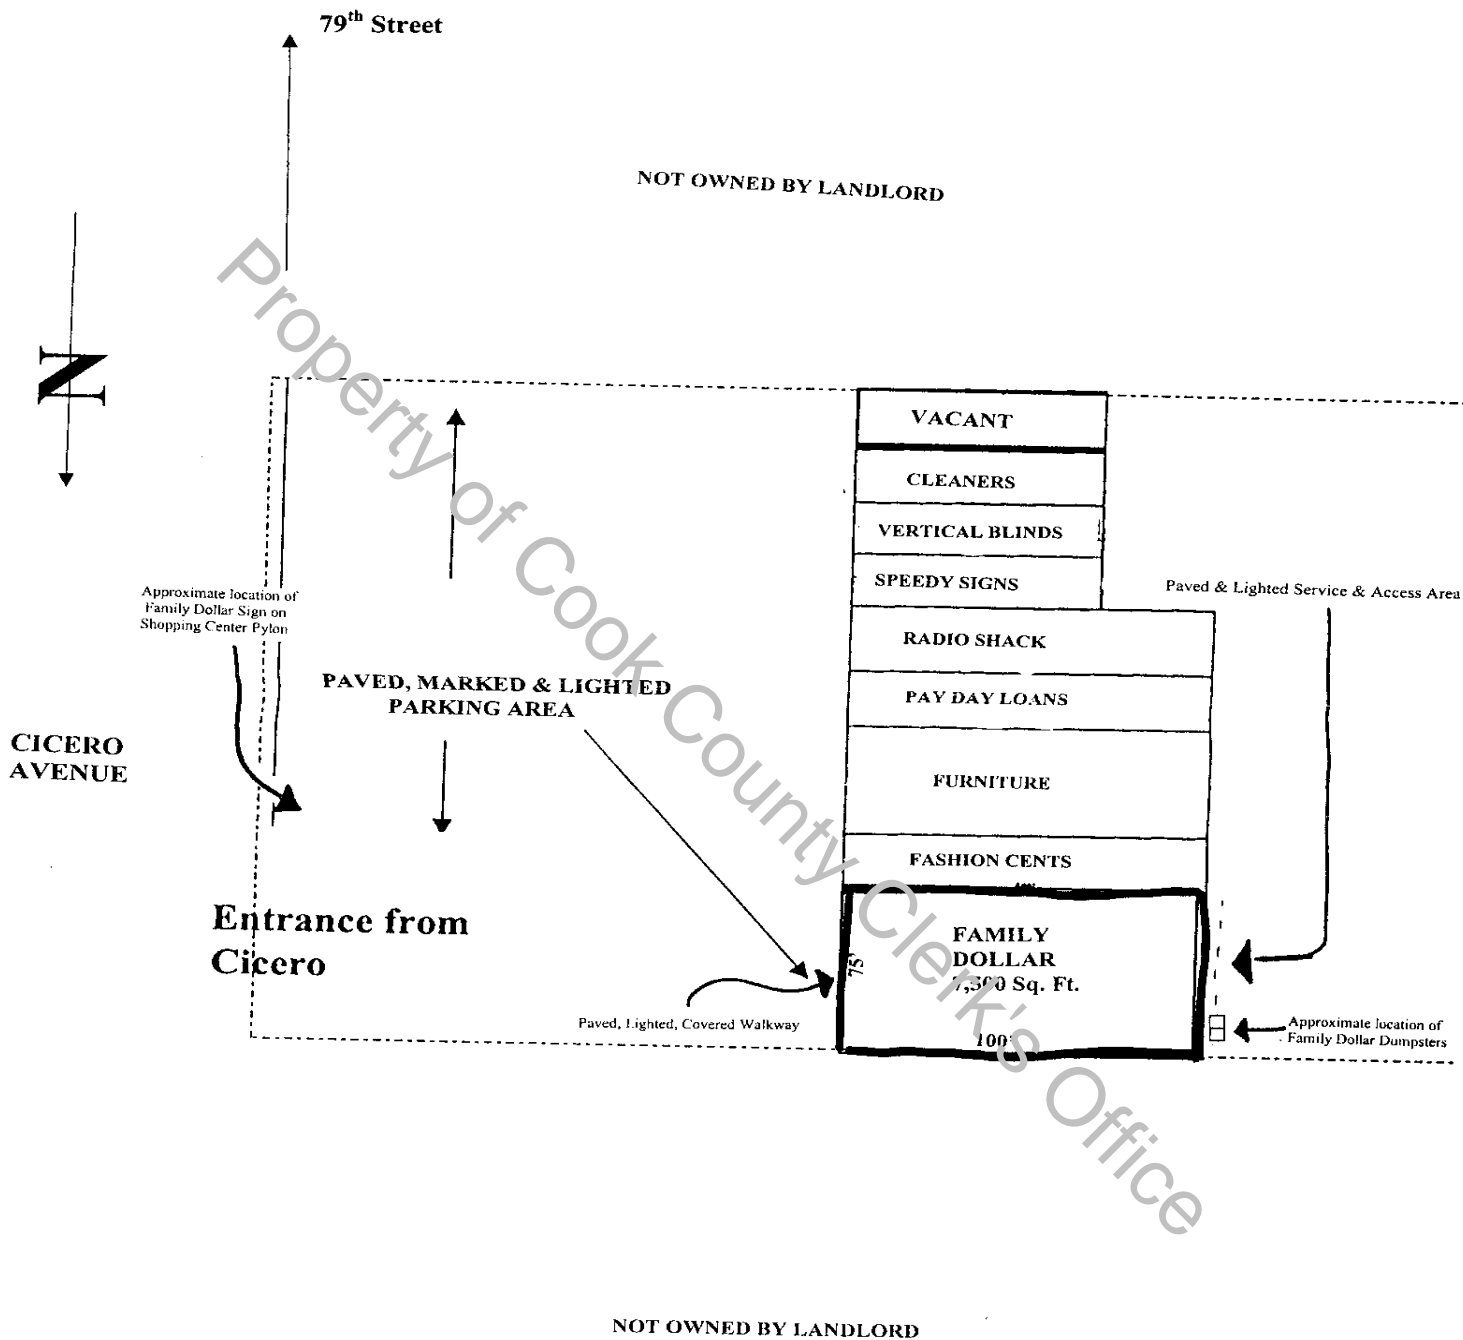 79th Street
NOT OWNED BY LANDLORD
N
VACANT
CLEANERS
VERTICAL BLINDS
SPEEDY SIGNS
Approximate location of
Family Dollar Sign on
Shopping Center Pylon
Paved & Lighted Service & Access Area
RADIO SHACK
PAVED, MARKED & LIGHTED
PARKING AREA
PAY DAY LOANS
CICERO
AVENUE
FURNITURE
FASHION CENTS
Entrance from
Cicero
FAMILY
DOLLAR
7,500 Sq. Ft.
75'
100'
Paved, Lighted, Covered Walkway
Approximate location of
Family Dollar Dumpsters
NOT OWNED BY LANDLORD
Property of Cook County Clerk's Office